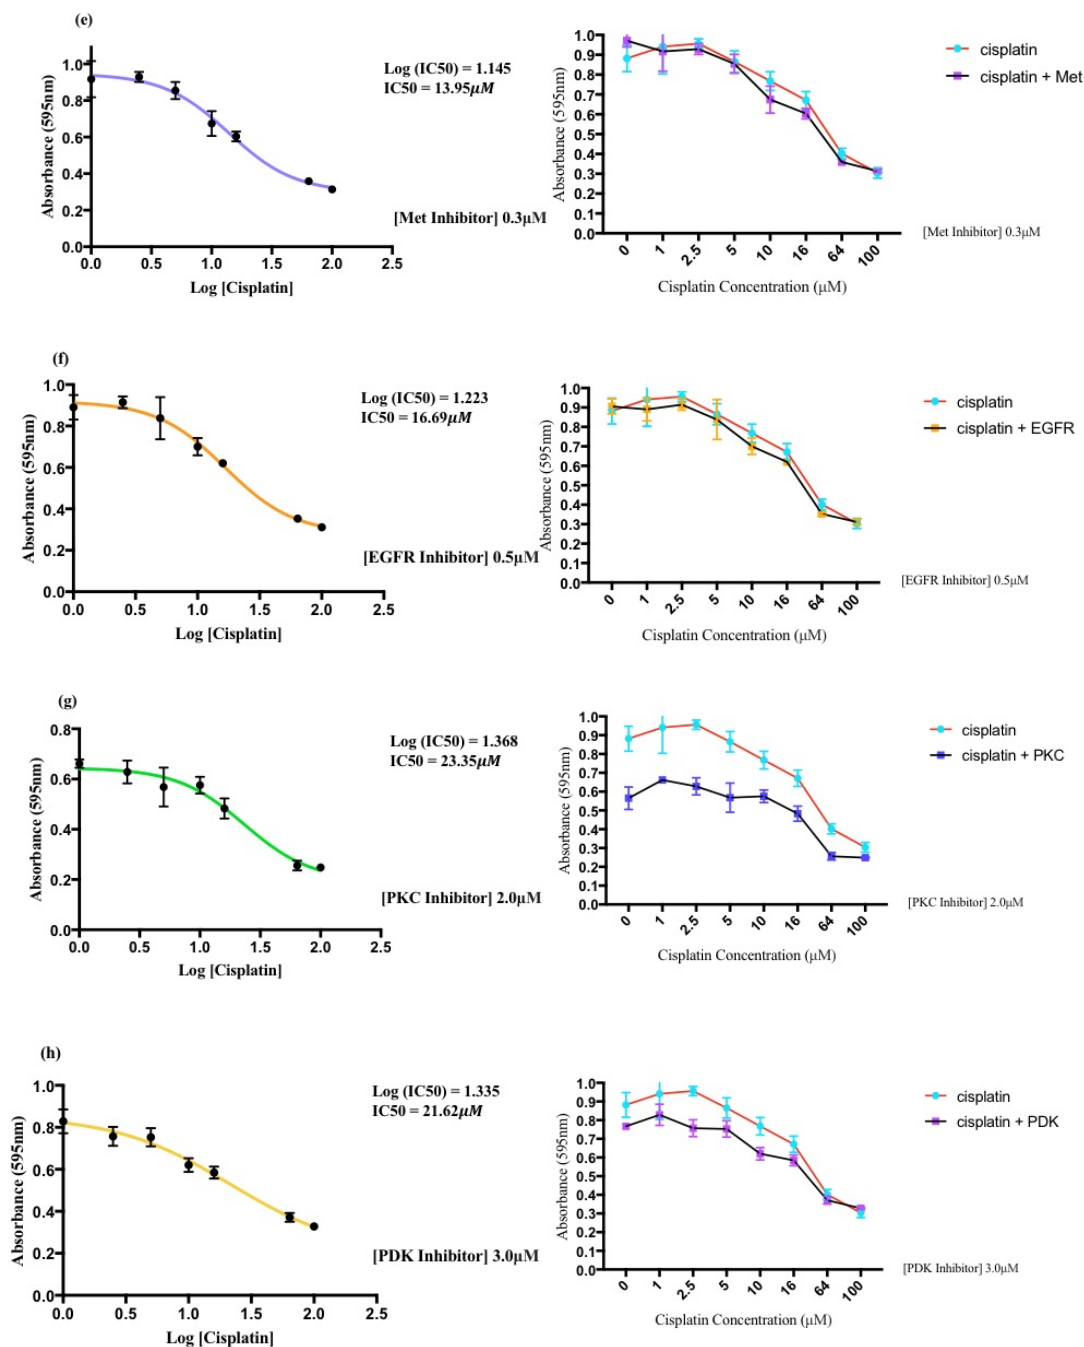 (e)
Log (IC50) = 1.145
IC50 = 13.95μM
[Met Inhibitor] 0.3μM
Absorbance (595nm)
1.0
0.8
0.6
0.4
0.2
0.0
0.0 0.5 1.0 1.5 2.0 2.5
Log [Cisplatin]
cisplatin
cisplatin + Met
[Met Inhibitor] 0.3μM
Absorbance (595nm)
1.0
0.9
0.8
0.7
0.6
0.5
0.4
0.3
0.2
0.1
0.0
0 1 2.5 5 10 16 64 100
Cisplatin Concentration (μM)
(f)
Log (IC50) = 1.223
IC50 = 16.69μM
[EGFR Inhibitor] 0.5μM
Absorbance (595nm)
1.0
0.8
0.6
0.4
0.2
0.0
0.0 0.5 1.0 1.5 2.0 2.5
Log [Cisplatin]
cisplatin
cisplatin + EGFR
[EGFR Inhibitor] 0.5μM
Absorbance (595nm)
1.0
0.9
0.8
0.7
0.6
0.5
0.4
0.3
0.2
0.1
0.0
0 1 2.5 5 10 16 64 100
Cisplatin Concentration (μM)
(g)
Log (IC50) = 1.368
IC50 = 23.35μM
[PKC Inhibitor] 2.0μM
Absorbance (595nm)
0.8
0.6
0.4
0.2
0.0
0.0 0.5 1.0 1.5 2.0 2.5
Log [Cisplatin]
cisplatin
cisplatin + PKC
[PKC Inhibitor] 2.0μM
Absorbance (595nm)
1.0
0.9
0.8
0.7
0.6
0.5
0.4
0.3
0.2
0.1
0.0
0 1 2.5 5 10 16 64 100
Cisplatin Concentration (μM)
(h)
Log (IC50) = 1.335
IC50 = 21.62μM
[PDK Inhibitor] 3.0μM
Absorbance (595nm)
1.0
0.8
0.6
0.4
0.2
0.0
0.0 0.5 1.0 1.5 2.0 2.5
Log [Cisplatin]
cisplatin
cisplatin + PDK
[PDK Inhibitor] 3.0μM
Absorbance (595nm)
1.0
0.9
0.8
0.7
0.6
0.5
0.4
0.3
0.2
0.1
0.0
0 1 2.5 5 10 16 64 100
Cisplatin Concentration (μM)